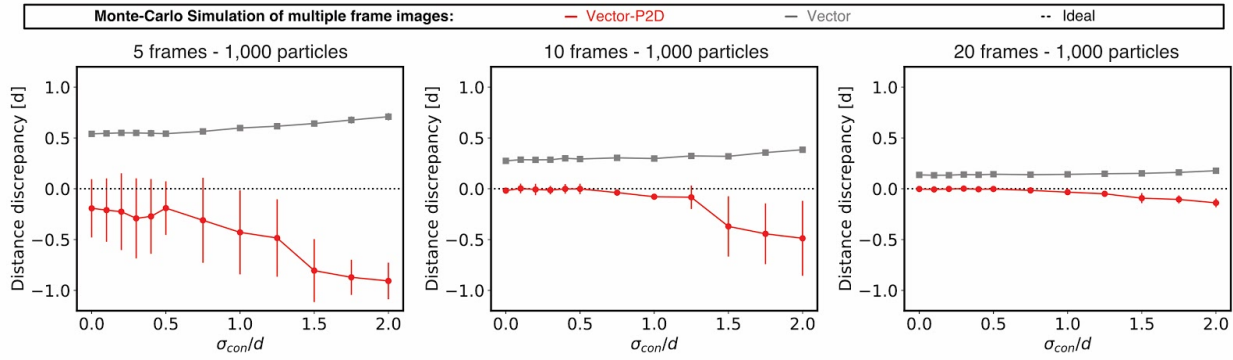 Monte-Carlo Simulation of multiple frame images: Vector-P2D Vector Ideal
5 frames - 1,000 particles
Distance discrepancy [d]
1.0
0.5
0.0
−0.5
−1.0
0.0 0.5 1.0 1.5 2.0
σcon/d
10 frames - 1,000 particles
Distance discrepancy [d]
1.0
0.5
0.0
−0.5
−1.0
0.0 0.5 1.0 1.5 2.0
σcon/d
20 frames - 1,000 particles
Distance discrepancy [d]
1.0
0.5
0.0
−0.5
−1.0
0.0 0.5 1.0 1.5 2.0
σcon/d